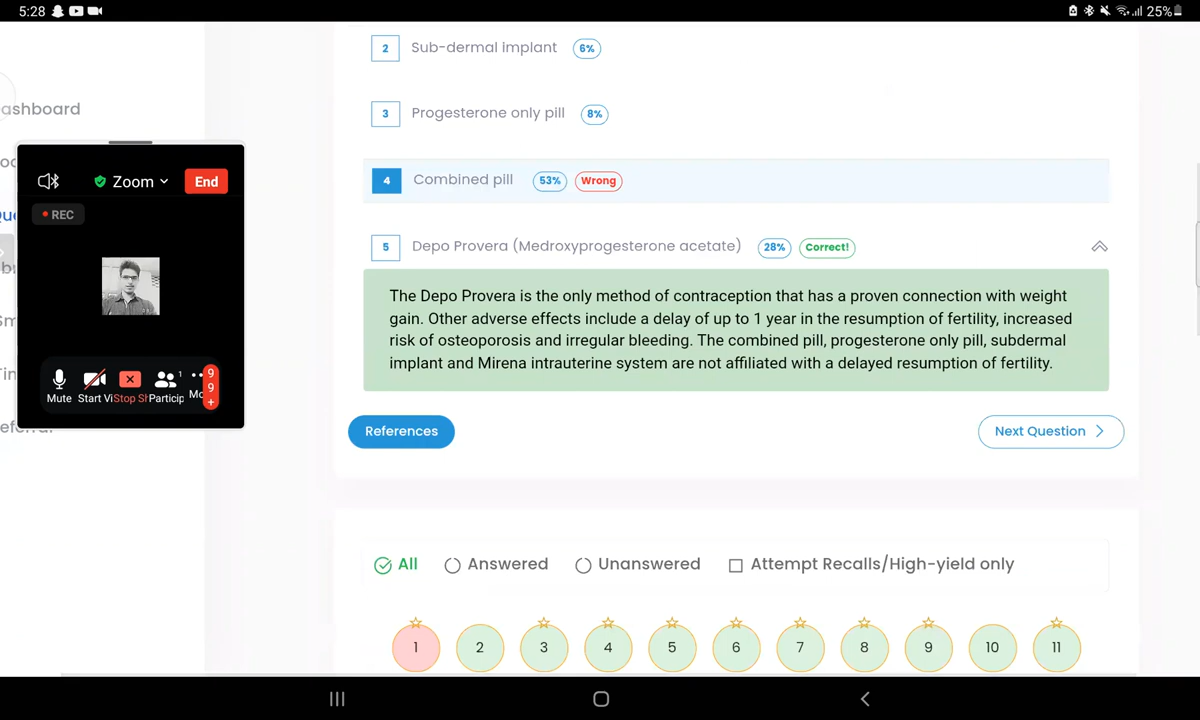 5:28
25%
2 Sub-dermal implant 6%
ashboard
3 Progesterone only pill 8%
Zoom
End
REC
4 Combined pill 53% Wrong
5 Depo Provera (Medroxyprogesterone acetate) 28% Correct!
The Depo Provera is the only method of contraception that has a proven connection with weight
gain. Other adverse effects include a delay of up to 1 year in the resumption of fertility, increased
risk of osteoporosis and irregular bleeding. The combined pill, progesterone only pill, subdermal
implant and Mirena intrauterine system are not affiliated with a delayed resumption of fertility.
1
99+
Mute Start Vi Stop Sh Particip Mo
References
Next Question
All Answered Unanswered Attempt Recalls/High-yield only
1 2 3 4 5 6 7 8 9 10 11